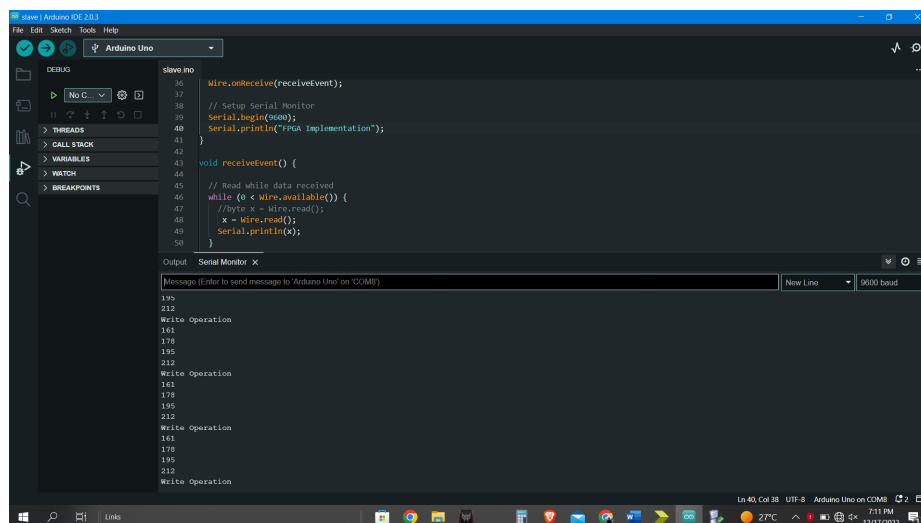 slave | Arduino IDE 2.0.3
File Edit Sketch Tools Help
Arduino Uno
DEBUG
No C...
THREADS
CALL STACK
VARIABLES
WATCH
BREAKPOINTS
slave.ino
36 Wire.onReceive(receiveEvent);
37
38 // Setup Serial Monitor
39 Serial.begin(9600);
40 Serial.println("FPGA Implementation");
41 }
42
43 void receiveEvent() {
44
45 // Read while data received
46 while (0 < Wire.available()) {
47 //byte x = Wire.read();
48 x = Wire.read();
49 Serial.println(x);
50 }
Output Serial Monitor
Message (Enter to send message to 'Arduino Uno' on 'COM8')
New Line
9600 baud
195
212
Write Operation
161
178
195
212
Write Operation
161
178
195
212
Write Operation
161
178
195
212
Write Operation
Ln 40, Col 38 UTF-8 Arduino Uno on COM8 2
Links
27°C
7:11 PM